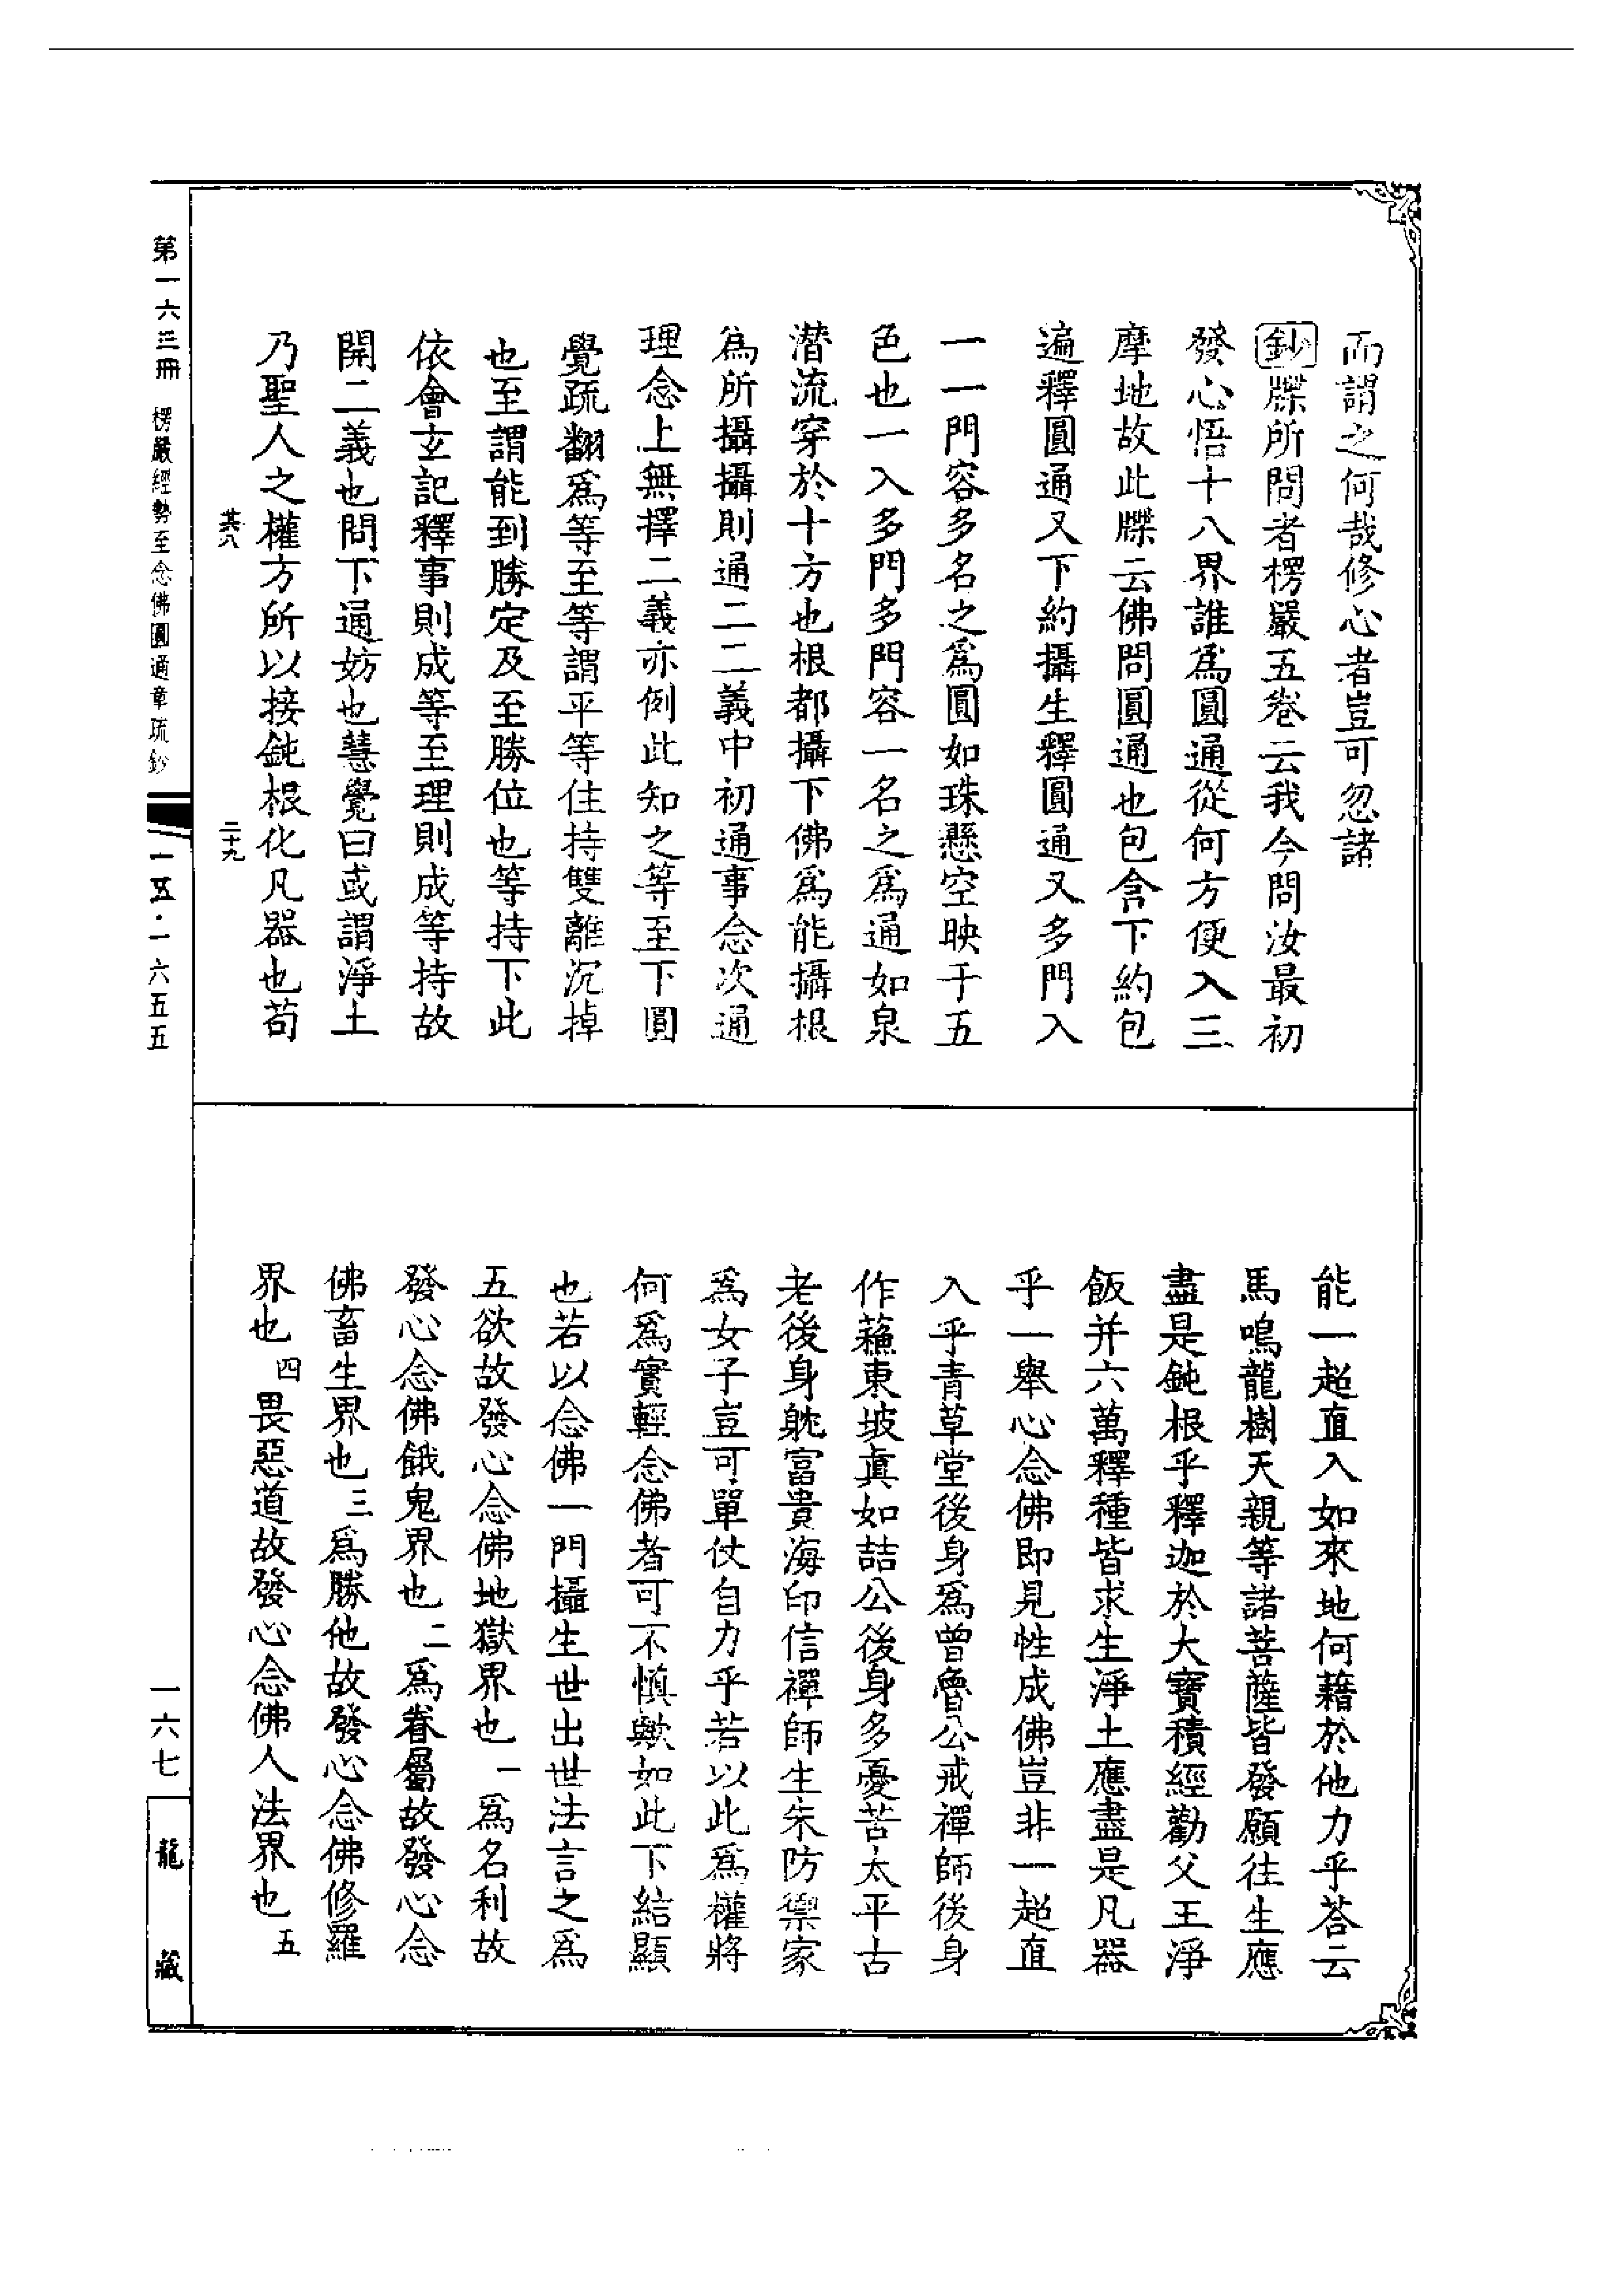 而謂之何哉修心者豈可忽諸
鈔牒所問者楞嚴五卷云我今問汝最初
發心悟十八界誰爲圓通從何方便入三
摩地故此牒云佛問圓通也包含下約包
遍釋圓通又下約攝生釋圓通又多門入
一一門容多名之爲圓如珠懸空映于五
色也一入多門多門容一名之爲通如泉
潜流穿於十方也根都攝下佛爲能攝根
爲所攝攝則通二二義中初通事念次通
理念上無擇二義亦例此知之等至下圓
覺疏翻爲等至等謂平等住持雙離沉掉
也至謂能到勝定及至勝位也等持下此
依會玄記釋事則成等至理則成等持故
開二義也問下通妨也慧覺曰或謂淨土
乃聖人之權方所以接鈍根化凡器也苟
其八
二十九
能一超直入如來地何藉於他力乎荅云
馬鳴龍樹天親等諸菩薩皆發願往生應
盡是鈍根乎釋迦於大寶積經勸父王淨
飯并六萬釋種皆求生淨土應盡是凡器
乎一舉心念佛即見性成佛豈非一超直
入乎青草堂後身爲曾魯公戒禪師後身
作蘓東坡真如喆公後身多憂苦太平古
老後身躭富貴海印信禪師生朱防禦家
爲女子豈可單仗自力乎若以此爲權將
何爲實輕念佛者可不慎歟如此下結顯
也若以念佛一門攝生世出世法言之爲
五欲故發心念佛地獄界也一爲名利故
發心念佛餓鬼界也二爲眷屬故發心念
佛畜生界也三爲勝他故發心念佛修羅
界也四畏惡道故發心念佛人法界也五
第一六三冊 楞嚴經勢至念佛圓通章疏鈔
一五·一六五五
一六七
龍藏